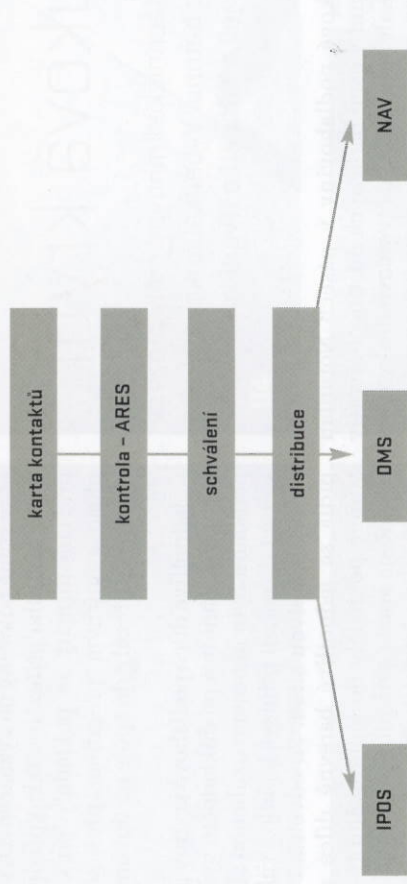 karta kontaktů
kontrola – ARES
schválení
distribuce
IPOS
DMS
NAV